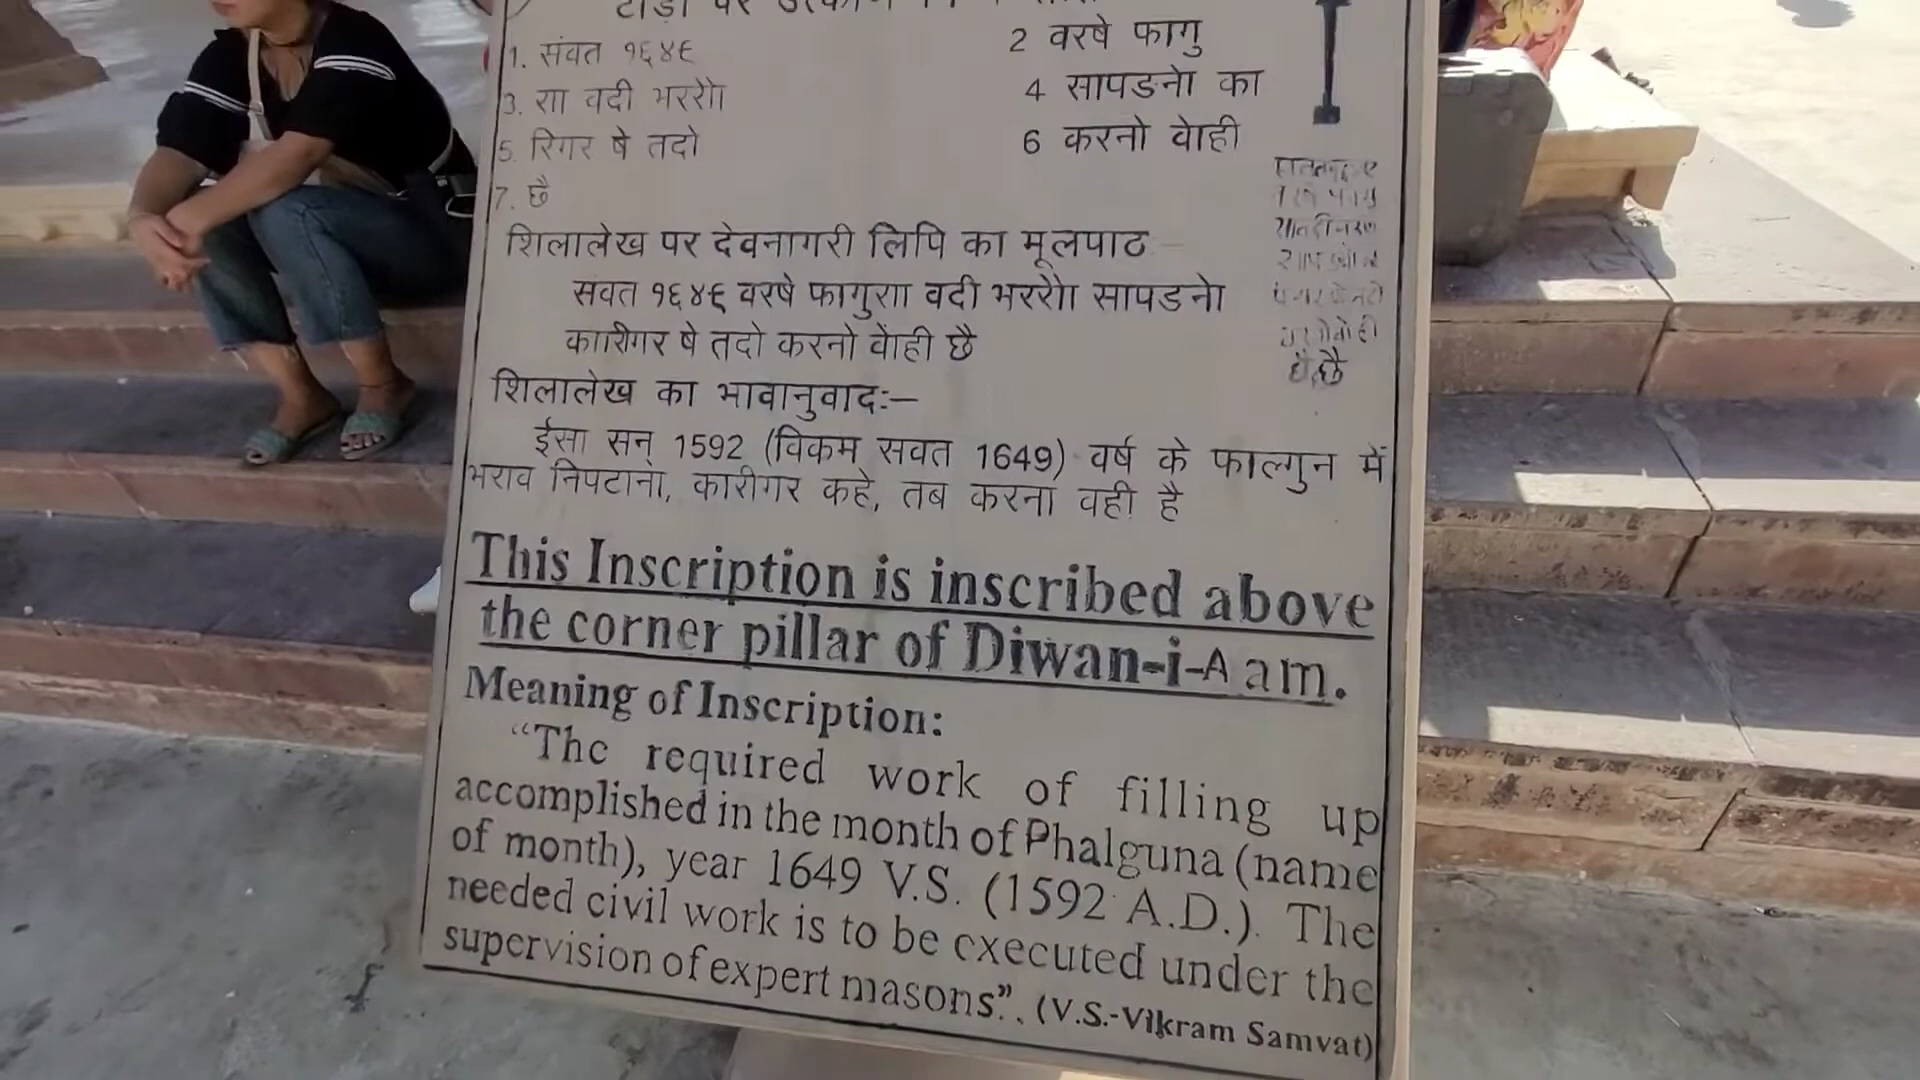 1. संवत १६४९
2 वरषे फागु
3. राा वदी भररोाे
4 सापडनाे का
5. रिगर षे तदो
6 करनो वाेही
7. छै
शिलालेख पर देवनागरी लिपि का मूलपाठ
संवत १६४९ वरषे फागुराा वदी भररोाे सापडनाे
काारीगर षे तदो करनो वाेही छै
शिलालेख का भावानुवादः–
ईसा सन् 1592 (विकम सवत 1649) वर्ष के फाल्गुन में
भराव निपटाना, कारीगर कहे, तब करना वही है
This Inscription is inscribed above
the corner pillar of Diwan-i-Aam.
Meaning of Inscription:
“The required work of filling up
accomplished in the month of Phalguna (name
of month), year 1649 V.S. (1592 A.D.). The
needed civil work is to be executed under the
supervision of expert masons”. (V.S.-Vikram Samvat)